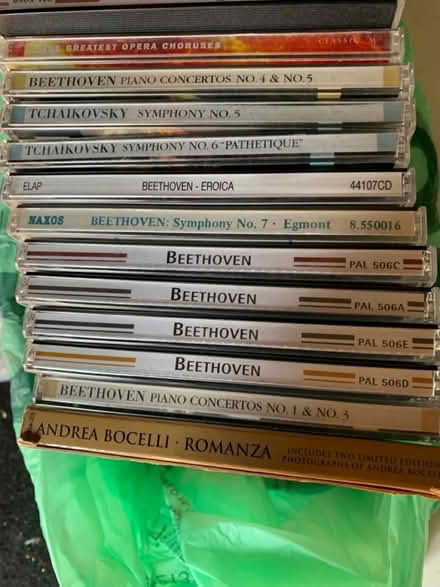 GREATEST OPERA CHORUSES CLASSIC
BEETHOVEN PIANO CONCERTOS NO. 4 & NO. 5
TCHAIKOVSKY SYMPHONY NO. 5
TCHAIKOVSKY SYMPHONY NO. 6 "PATHETIQUE"
ELAP BEETHOVEN - EROICA 44107CD
NAXOS BEETHOVEN: Symphony No. 7 · Egmont 8.550016
BEETHOVEN PAL 506C
BEETHOVEN PAL 506A
BEETHOVEN PAL 506E
BEETHOVEN PAL 506D
BEETHOVEN PIANO CONCERTOS NO. 1 & NO. 3
ANDREA BOCELLI · ROMANZA INCLUDES TWO LIMITED EDITION
PHOTOGRAPHS OF ANDREA BOCE